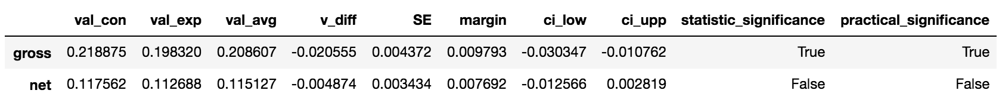 val_con val_exp val_avg v_diff SE margin ci_low ci_upp statistic_significance practical_significance
gross 0.218875 0.198320 0.208607 -0.020555 0.004372 0.009793 -0.030347 -0.010762 True True
net 0.117562 0.112688 0.115127 -0.004874 0.003434 0.007692 -0.012566 0.002819 False False